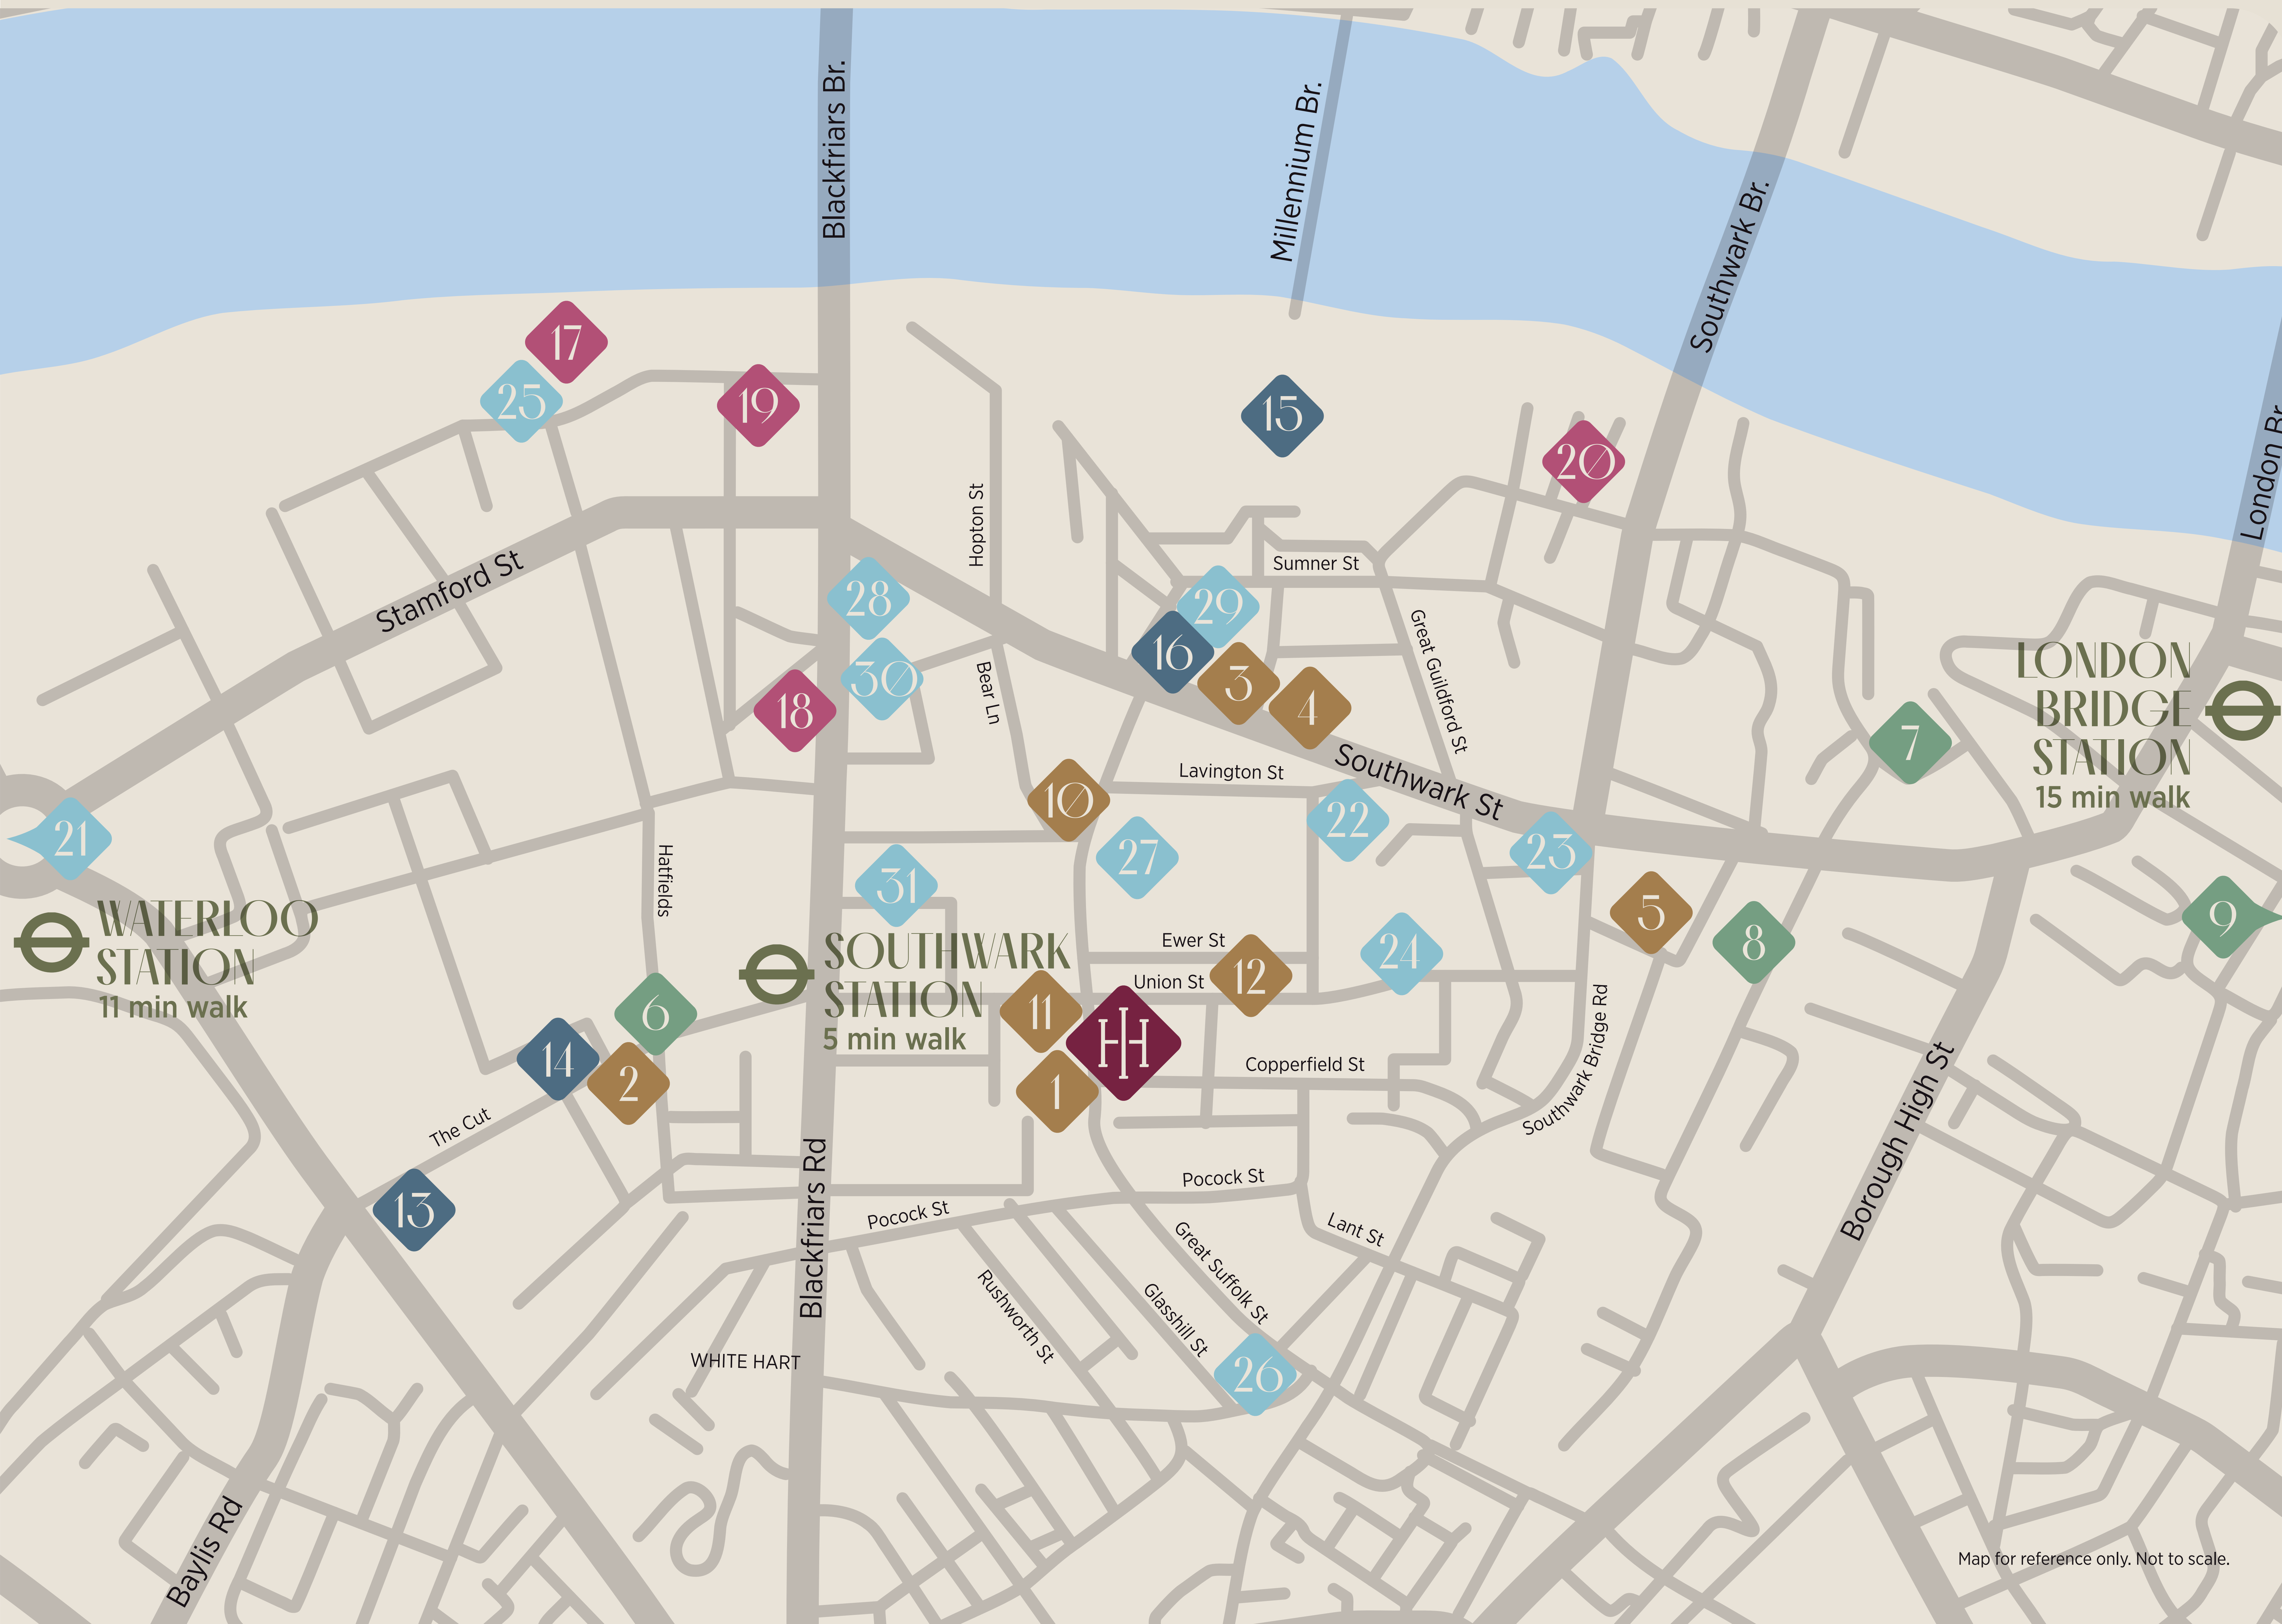 Blackfriars Br.
Millennium Br.
Southwark Br.
London Br.
17
25
19
15
20
Hopton St
Stamford St
Sumner St
28
29
16
3
4
Great Guildford St
30
18
Bear Ln
LONDON
BRIDGE
STATION
15 min walk
7
Southwark St
Lavington St
10
22
21
27
23
31
Hatfields
5
8
9
WATERLOO
STATION
11 min walk
SOUTHWARK
STATION
5 min walk
Ewer St
24
12
Union St
6
11
H
14
2
1
Copperfield St
Southwark Bridge Rd
The Cut
13
Borough High St
Blackfriars Rd
Pocock St
Pocock St
Lant St
Great Suffolk St
Rushworth St
Glasshill St
WHITE HART
26
Baylis Rd
Map for reference only. Not to scale.